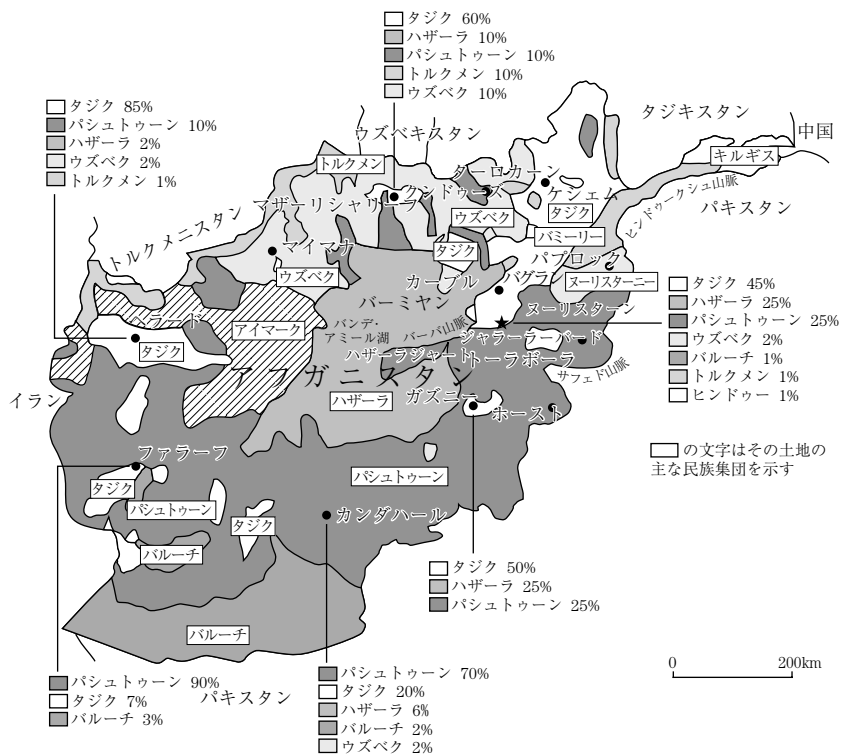 タジク 60%
ハザーラ 10%
パシュトゥーン 10%
トルクメン 10%
ウズベク 10%
タジク 85%
パシュトゥーン 10%
ハザーラ 2%
ウズベク 2%
トルクメン 1%
ウズベキスタン
タジキスタン
中国
キルギス
トルクメン
ターロカーン
クンドゥーズ
ケシェム
ヒンドゥークシュ山脈
パキスタン
トルクメニスタン
マザーリシャリーフ
ウズベク
タジク
バミーリー
マイマナ
タジク
パブロック
ウズベク
カーブル
バグラン
ヌーリスターニー
バーミヤン
ヌーリスターン
ラード
アイマーク
バンデ・
アミール湖
バーバ山脈
ジャラーラーバード
タジク
ハザーラジャート
トーラボーラ
アフガニスタン
サフェド山脈
イラン
ハザーラ
ガズニー
ホースト
タジク 45%
ハザーラ 25%
パシュトゥーン 25%
ウズベク 2%
バルーチ 1%
トルクメン 1%
ヒンドゥー 1%
の文字はその土地の
主な民族集団を示す
ファラーフ
パシュトゥーン
タジク
パシュトゥーン
タジク
カンダハール
バルーチ
タジク 50%
ハザーラ 25%
パシュトゥーン 25%
バルーチ
0 200km
パシュトゥーン 90%
タジク 7%
バルーチ 3%
パキスタン
パシュトゥーン 70%
タジク 20%
ハザーラ 6%
バルーチ 2%
ウズベク 2%